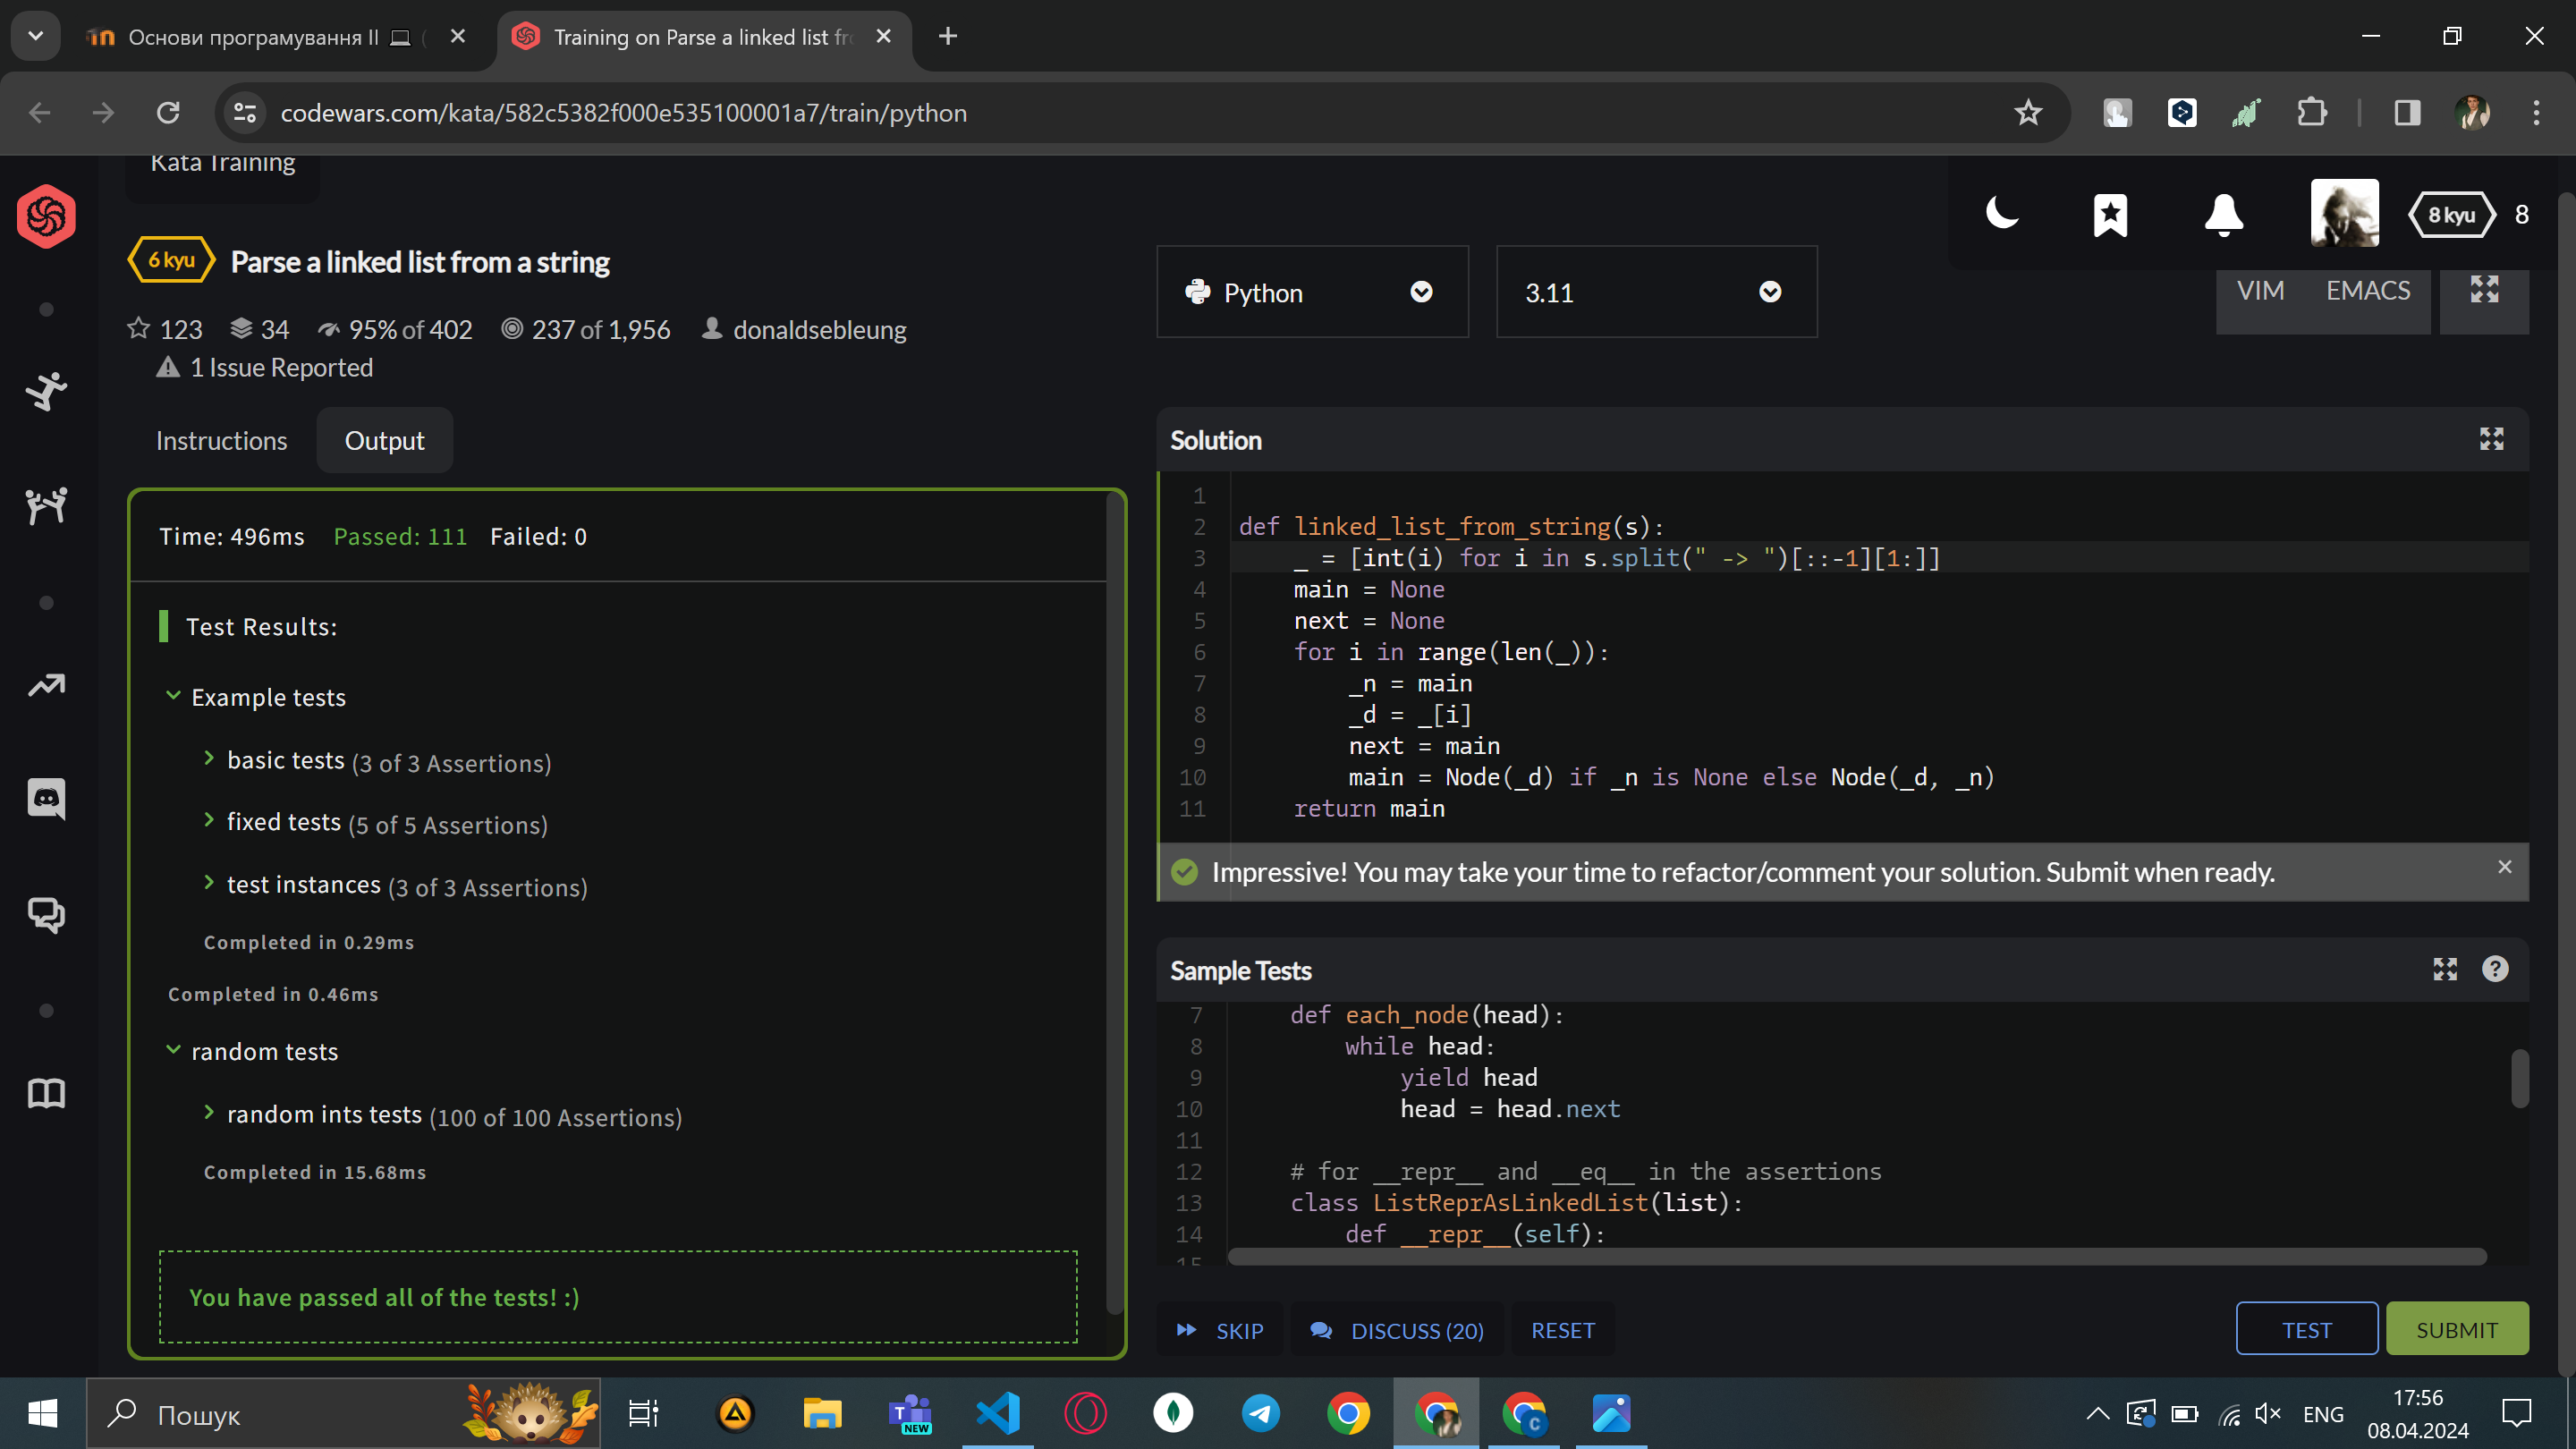 Основи програмування II 💻 (
Training on Parse a linked list fr
codewars.com/kata/582c5382f000e535100001a7/train/python
Kata Training
8 kyu 8
6 kyu Parse a linked list from a string
123 34 95% of 402 237 of 1,956 donaldsebleung
1 Issue Reported
Python
3.11
VIM EMACS
Instructions Output
Time: 496ms Passed: 111 Failed: 0
Test Results:
Example tests
basic tests (3 of 3 Assertions)
fixed tests (5 of 5 Assertions)
test instances (3 of 3 Assertions)
Completed in 0.29ms
Completed in 0.46ms
random tests
random ints tests (100 of 100 Assertions)
Completed in 15.68ms
You have passed all of the tests! :)
Solution
1
2 def linked_list_from_string(s):
3 _ = [int(i) for i in s.split(" -> ")[::-1][1:]]
4 main = None
5 next = None
6 for i in range(len(_)):
7 _n = main
8 _d = _[i]
9 next = main
10 main = Node(_d) if _n is None else Node(_d, _n)
11 return main
Impressive! You may take your time to refactor/comment your solution. Submit when ready.
Sample Tests
7 def each_node(head):
8 while head:
9 yield head
10 head = head.next
11
12 # for __repr__ and __eq__ in the assertions
13 class ListReprAsLinkedList(list):
14 def __repr__(self):
15
SKIP DISCUSS (20) RESET TEST SUBMIT
Пошук
NEW
ENG
17:56
08.04.2024